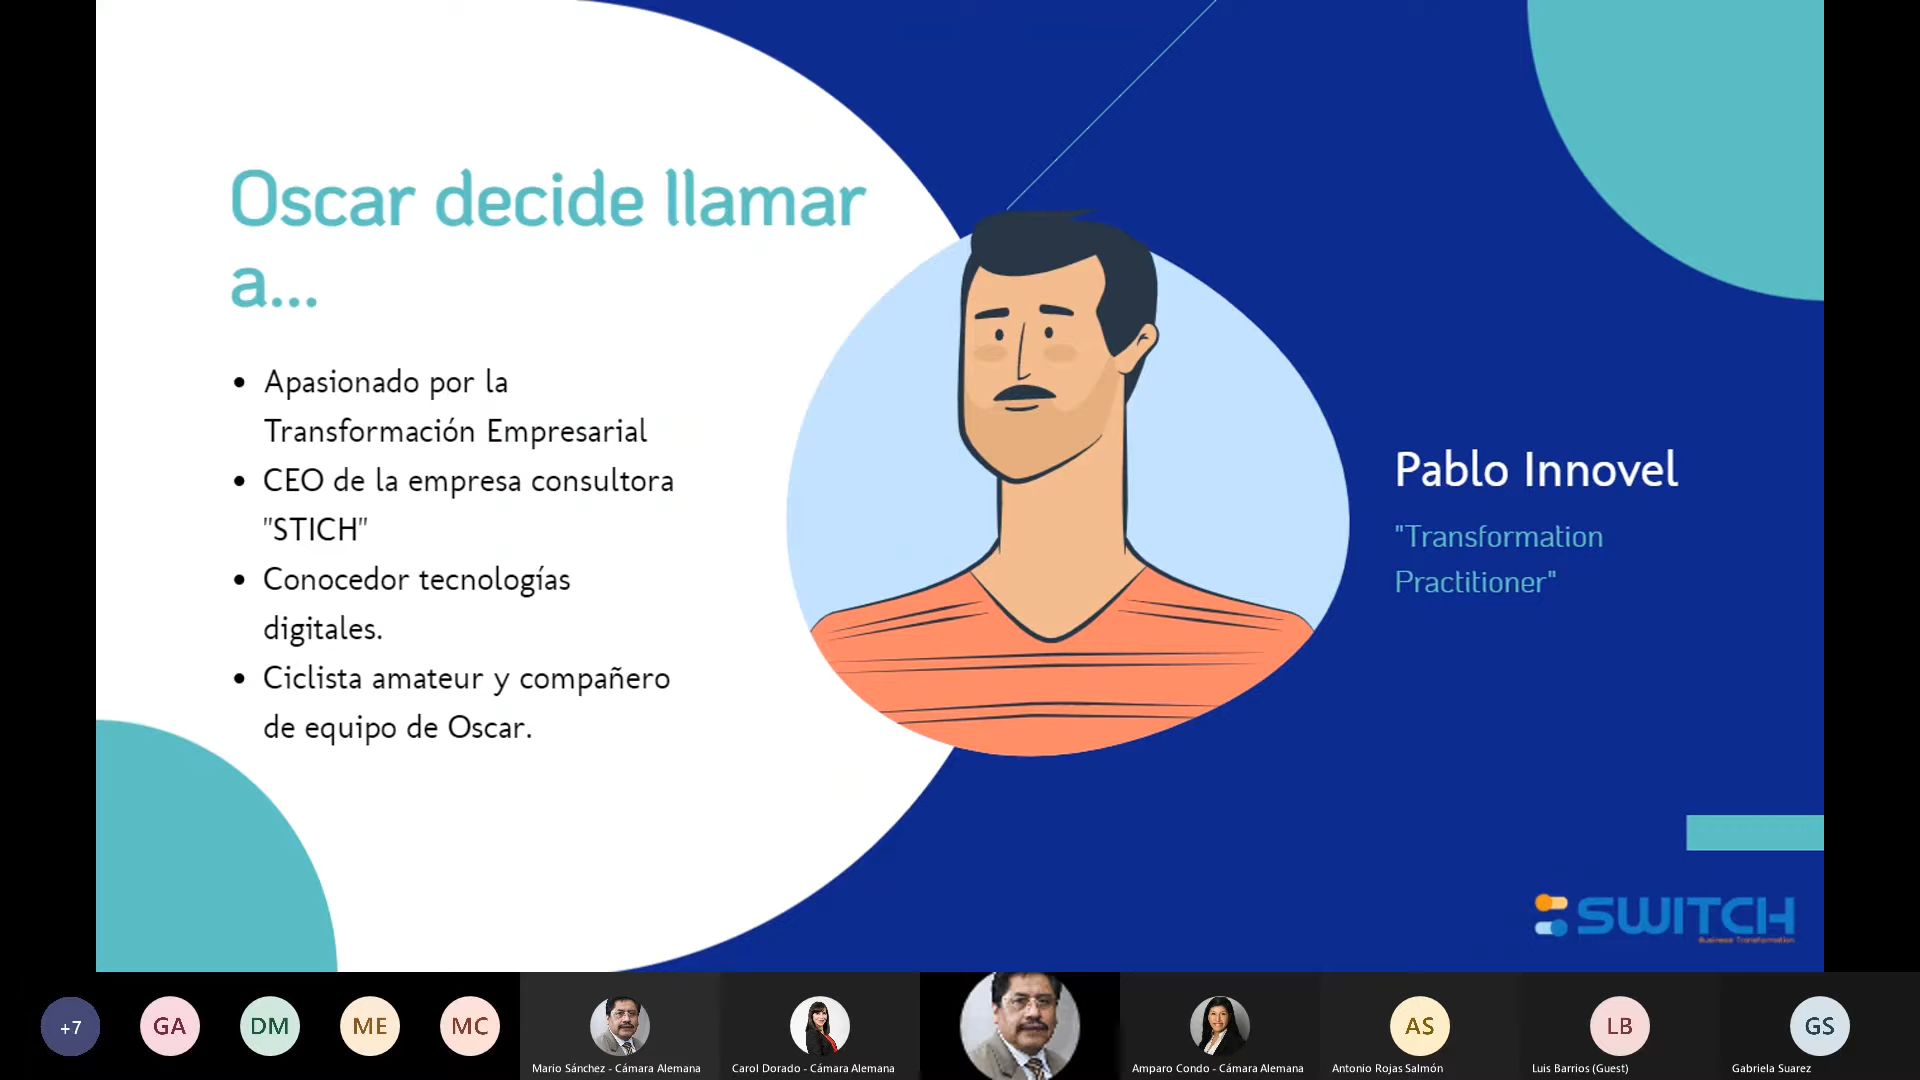 Oscar decide llamar
a...
• Apasionado por la
Transformación Empresarial
• CEO de la empresa consultora
"STICH"
• Conocedor tecnologías
digitales.
• Ciclista amateur y compañero
de equipo de Oscar.
Pablo Innovel
"Transformation
Practitioner"
SWITCH
Business Transformation
+7
GA
DM
ME
MC
Mario Sánchez - Cámara Alemana
Carol Dorado - Cámara Alemana
Amparo Condo - Cámara Alemana
AS
Antonio Rojas Salmón
LB
Luis Barrios (Guest)
GS
Gabriela Suarez